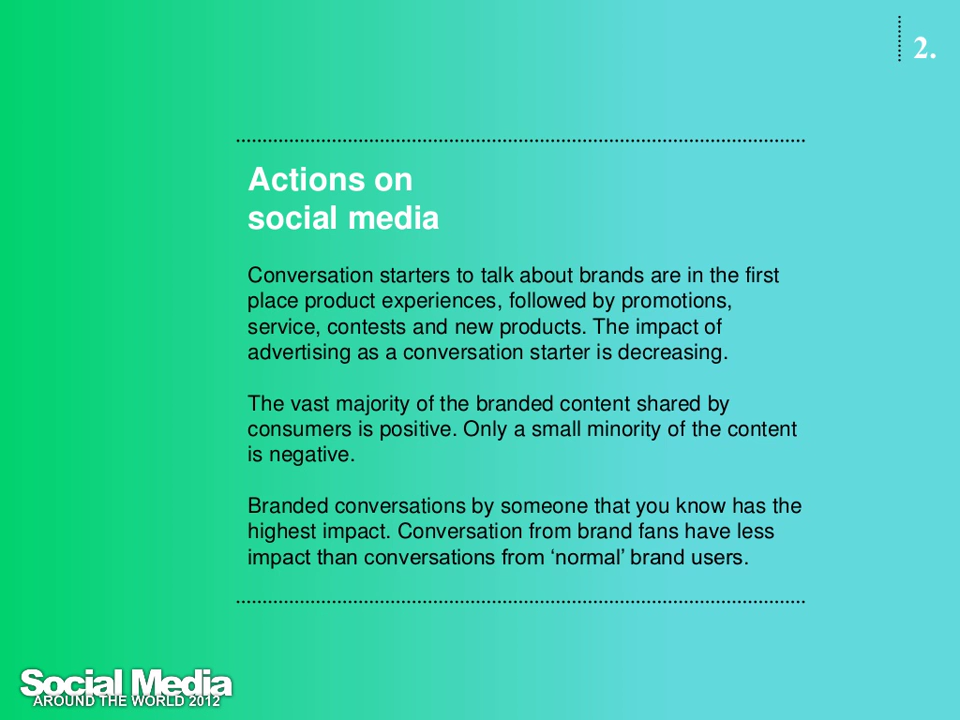 2.
Actions on
social media
Conversation starters to talk about brands are in the first
place product experiences, followed by promotions,
service, contests and new products. The impact of
advertising as a conversation starter is decreasing.
The vast majority of the branded content shared by
consumers is positive. Only a small minority of the content
is negative.
Branded conversations by someone that you know has the
highest impact. Conversation from brand fans have less
impact than conversations from ‘normal’ brand users.
Social Media
AROUND THE WORLD 2012